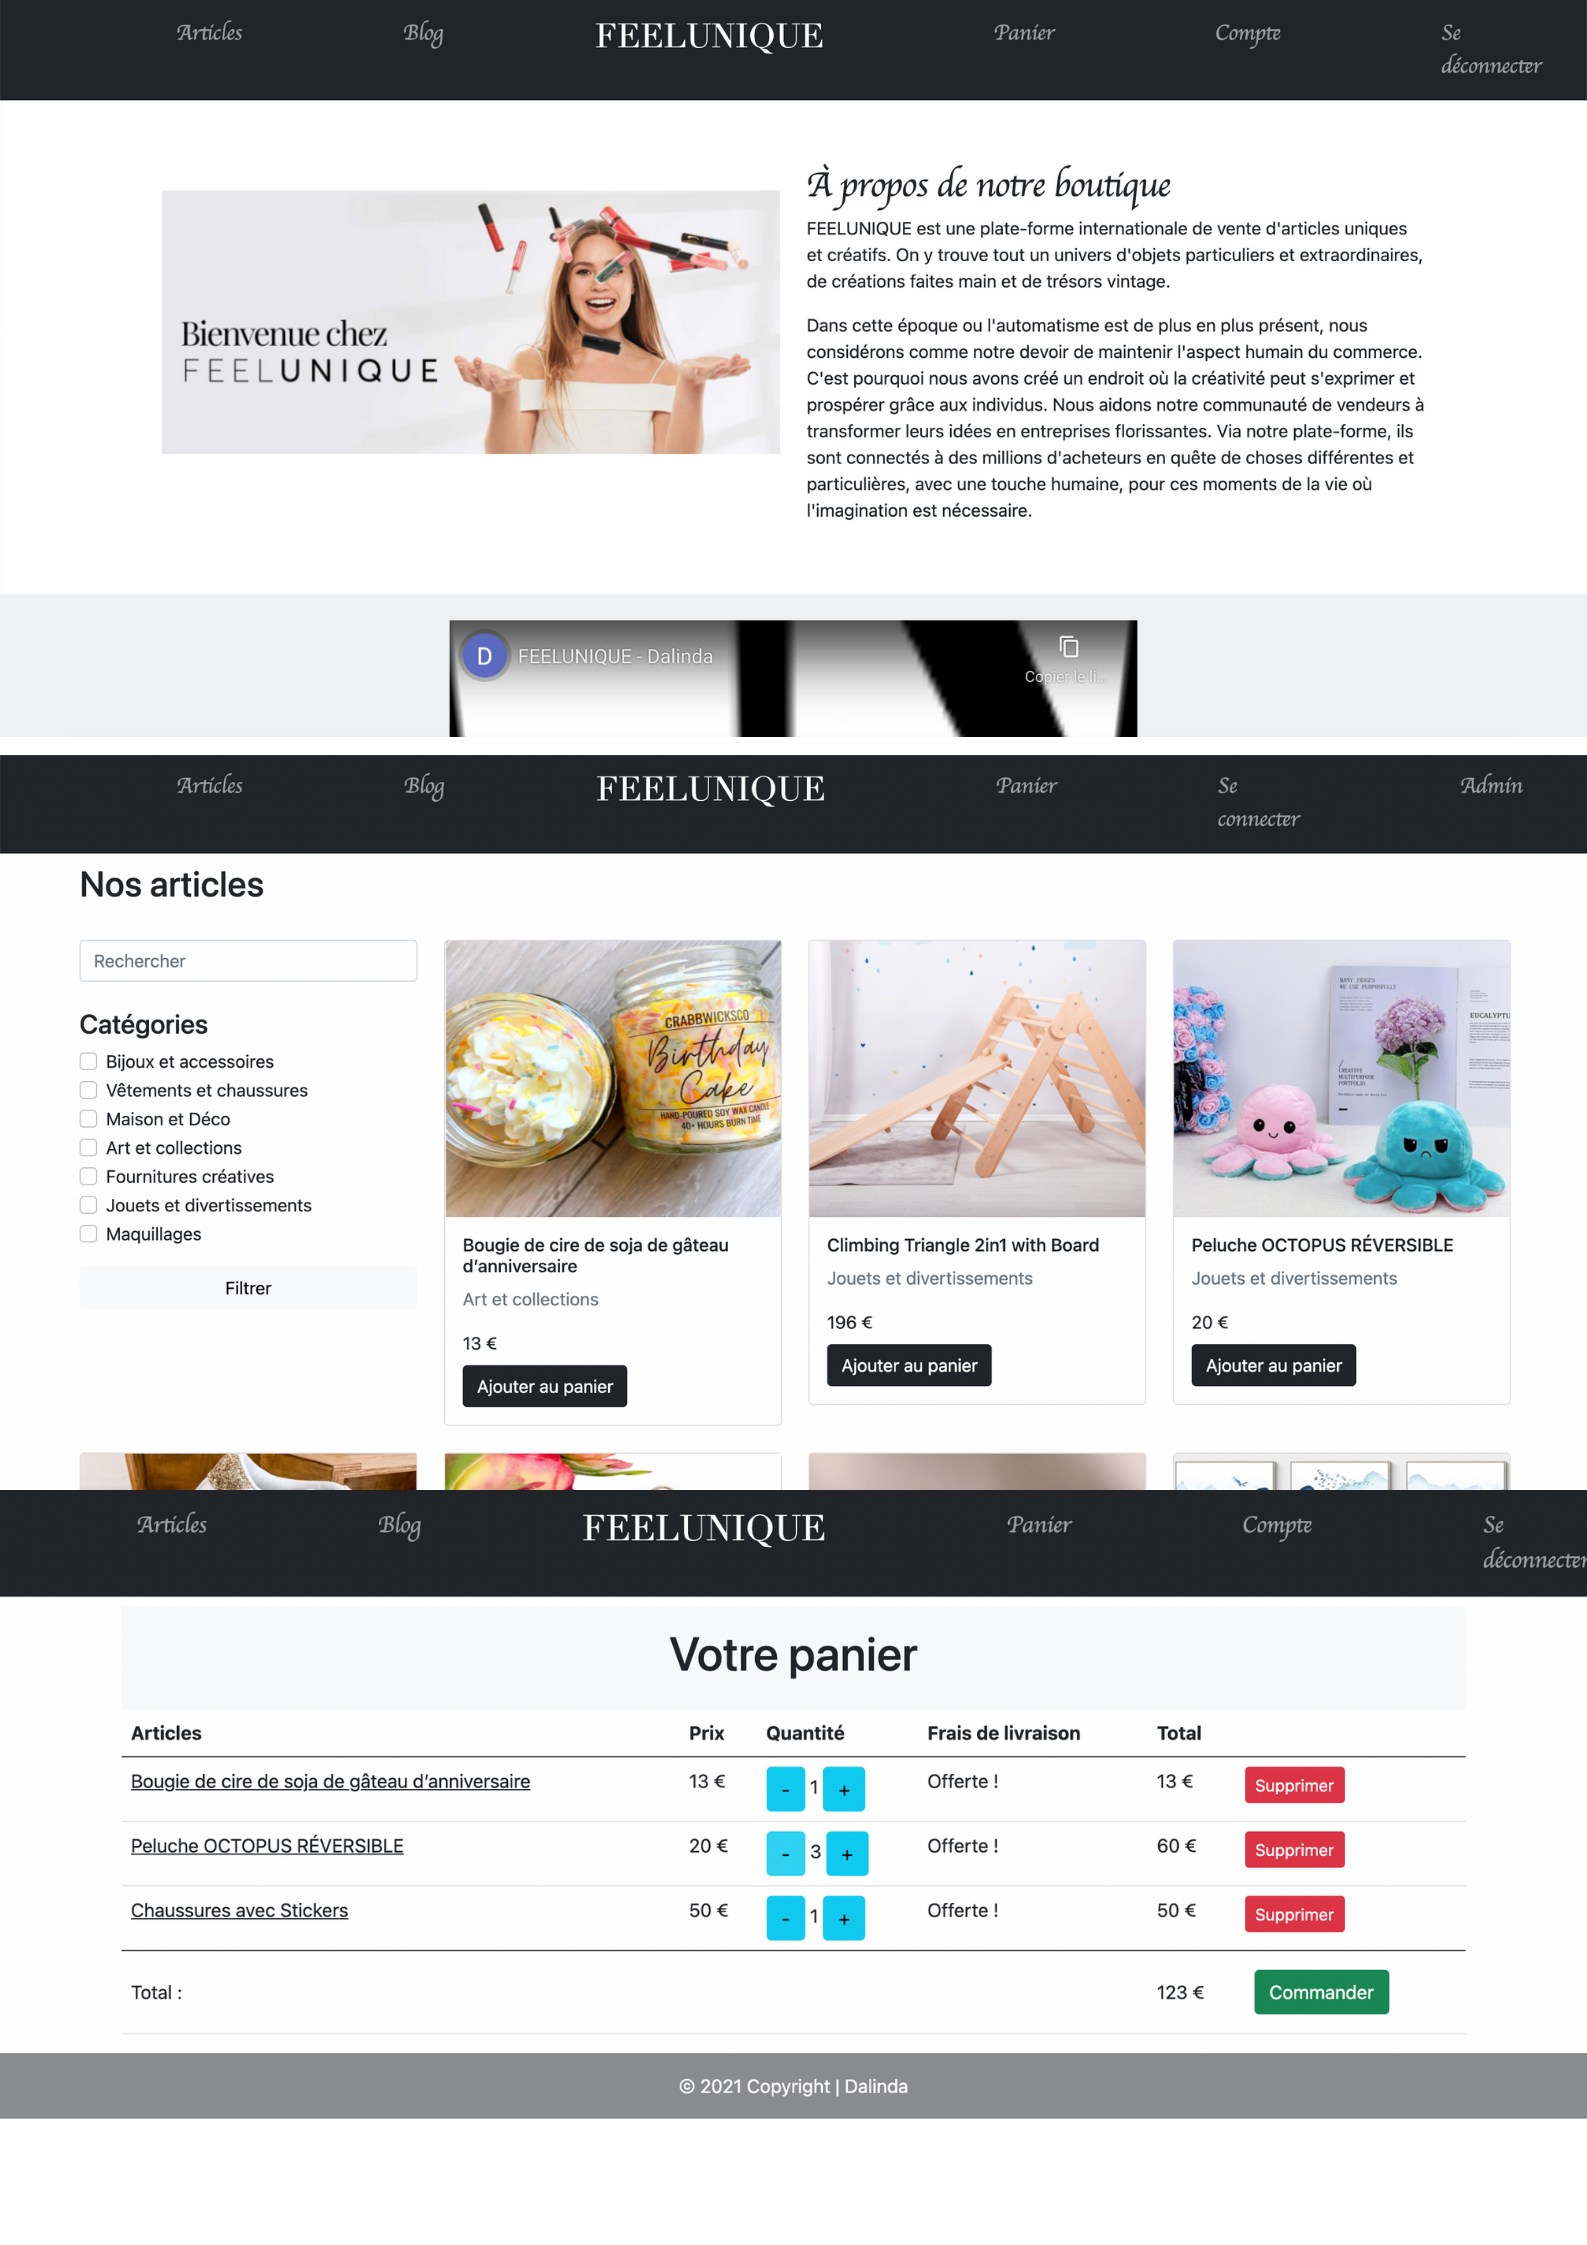 Articles Blog FEELUNIQUE Panier Compte Se déconnecter
À propos de notre boutique
FEELUNIQUE est une plate-forme internationale de vente d'articles uniques
et créatifs. On y trouve tout un univers d'objets particuliers et extraordinaires,
de créations faites main et de trésors vintage.
Bienvenue chez
FEELUNIQUE
Dans cette époque ou l'automatisme est de plus en plus présent, nous
considérons comme notre devoir de maintenir l'aspect humain du commerce.
C'est pourquoi nous avons créé un endroit où la créativité peut s'exprimer et
prospérer grâce aux individus. Nous aidons notre communauté de vendeurs à
transformer leurs idées en entreprises florissantes. Via notre plate-forme, ils
sont connectés à des millions d'acheteurs en quête de choses différentes et
particulières, avec une touche humaine, pour ces moments de la vie où
l'imagination est nécessaire.
D FEELUNIQUE - Dalinda
Copier le li...
Articles Blog FEELUNIQUE Panier Se connecter Admin
Nos articles
Rechercher
Catégories
Bijoux et accessoires
Vêtements et chaussures
Maison et Déco
Art et collections
Fournitures créatives
Jouets et divertissements
Maquillages
Filtrer
CRABBWICKSCO
Birthday
Cake
HAND-POURED SOY WAX CANDLE
40+ HOURS BURN TIME
Bougie de cire de soja de gâteau
d’anniversaire
Art et collections
13 €
Ajouter au panier
Climbing Triangle 2in1 with Board
Jouets et divertissements
196 €
Ajouter au panier
MANY IMAGES
WE USE PURPOSFULLY
EUCALYPTU
CREATIVE
MULTIPURPOSE
PORTFOLIO
Peluche OCTOPUS RÉVERSIBLE
Jouets et divertissements
20 €
Ajouter au panier
Articles Blog FEELUNIQUE Panier Compte Se déconnecter
Votre panier
Articles Prix Quantité Frais de livraison Total
Bougie de cire de soja de gâteau d’anniversaire 13 € - 1 + Offerte ! 13 € Supprimer
Peluche OCTOPUS RÉVERSIBLE 20 € - 3 + Offerte ! 60 € Supprimer
Chaussures avec Stickers 50 € - 1 + Offerte ! 50 € Supprimer
Total : 123 € Commander
© 2021 Copyright | Dalinda